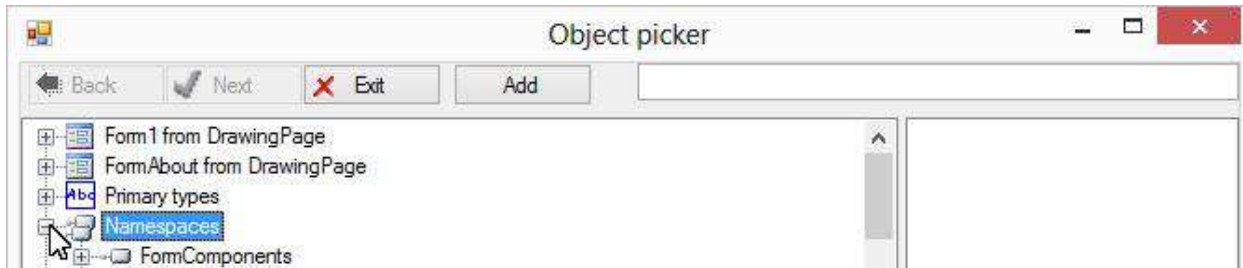 Object picker
Back Next Exit Add
Form1 from DrawingPage
FormAbout from DrawingPage
Abc Primary types
Namespaces
FormComponents